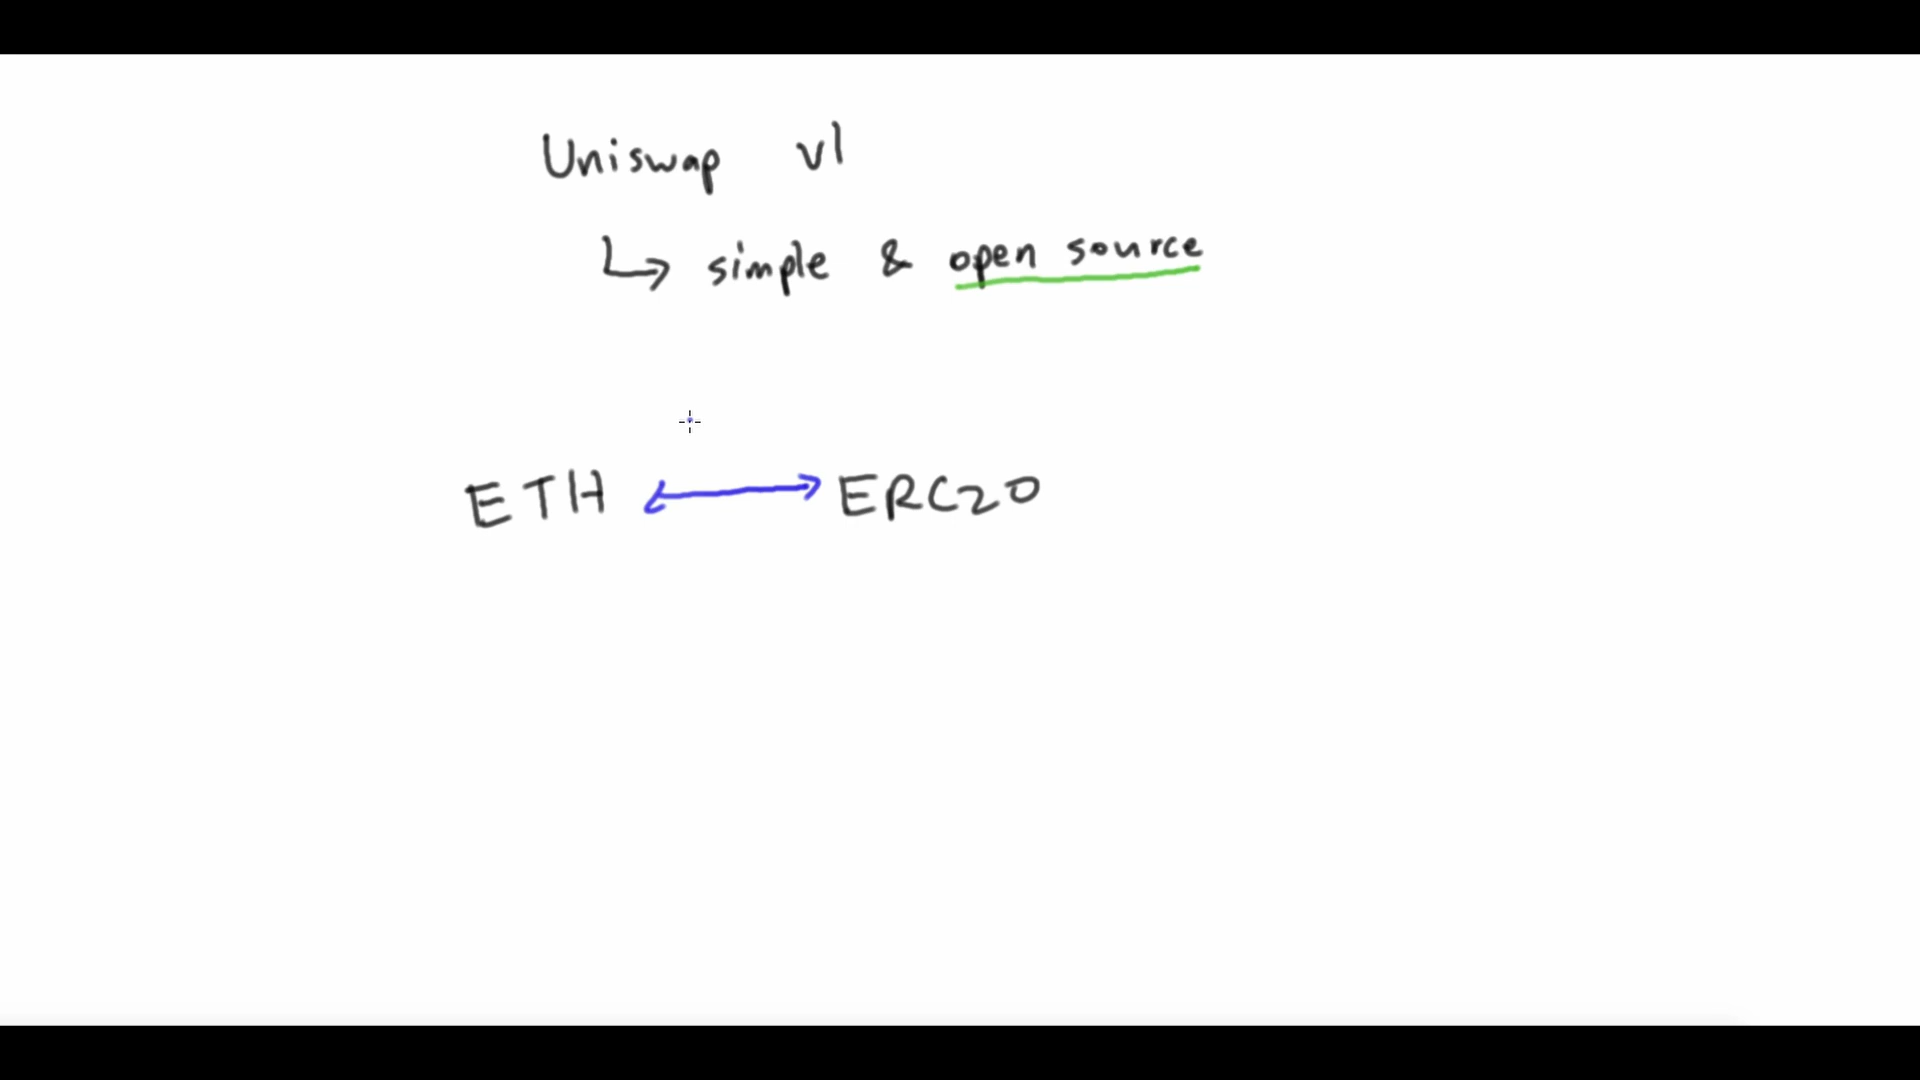 Uniswap v1
↳ simple & open source
ETH ↔ ERC20